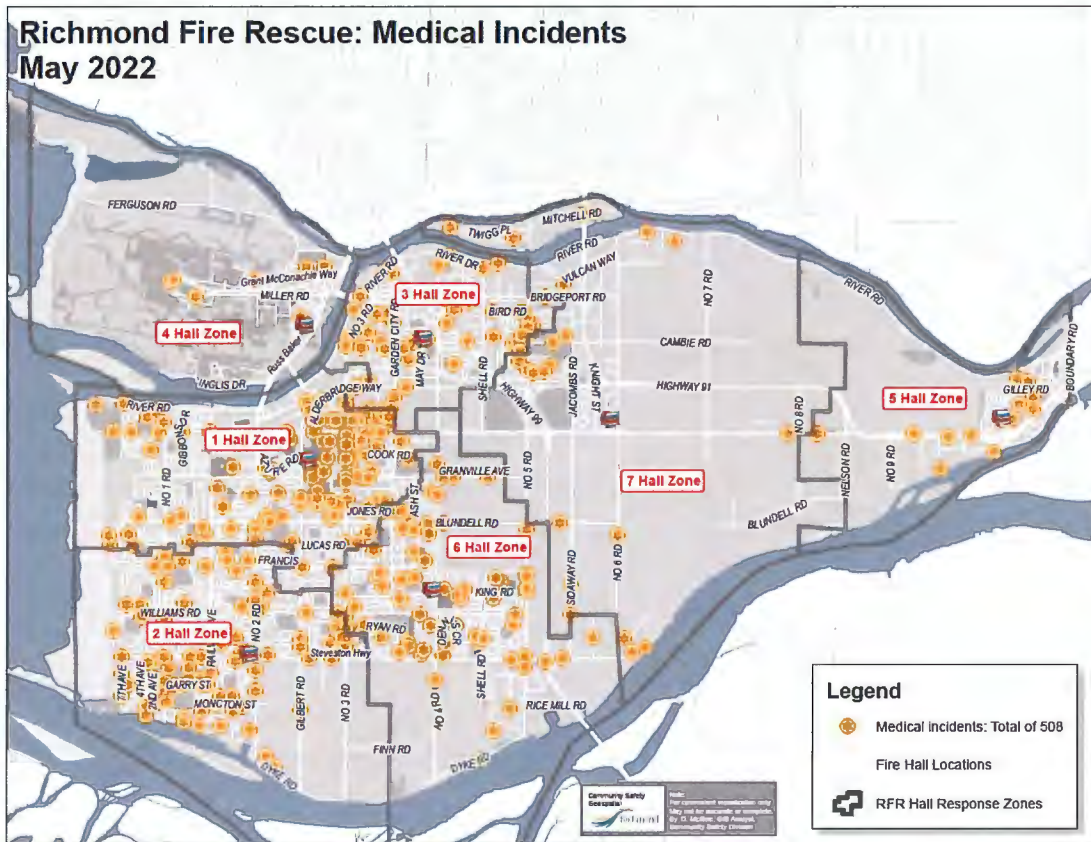 Richmond Fire Rescue: Medical Incidents
May 2022
FERGUSON RD
TWIGG PL
MITCHELL RD
RIVER RD
RIVER DR
RIVER RD
VULCAN WAY
Grant McConachie Way
MILLER RD
3 Hall Zone
BRIDGEPORT RD
NO 7 RD
RIVER RD
4 Hall Zone
NO 3 RD
GARDEN CITY RD
BIRD RD
CAMBIE RD
Russ Baker
MAY DR
SHELL RD
HIGHWAY 99
JACOMBS RD
KNIGHT ST
HIGHWAY 91
BOUNDARY RD
INGLIS DR
ALDERBRIDGE WAY
GILLEY RD
5 Hall Zone
RIVER RD
GIBBONS DR
1 Hall Zone
NO 8 RD
NO 1 RD
COOK RD
GRANVILLE AVE
NO 5 RD
7 Hall Zone
NELSON RD
NO 9 RD
JONES RD
ASH ST
BLUNDELL RD
BLUNDELL RD
LUCAS RD
6 Hall Zone
FRANCIS
NO 6 RD
SIDAWAY RD
KING RD
WILLIAMS RD
NO 2 RD
RYAN RD
2 Hall Zone
Steveston Hwy
7TH AVE
4TH AVE
2ND AVE
GARRY ST
MONCTON ST
GILBERT RD
NO 3 RD
NO 4 RD
SHELL RD
RICE MILL RD
FINN RD
DYKE RD
DYKE RD
Legend
Medical incidents: Total of 508
Fire Hall Locations
RFR Hall Response Zones
Community Safety
Geospatial
Richmond
Note: